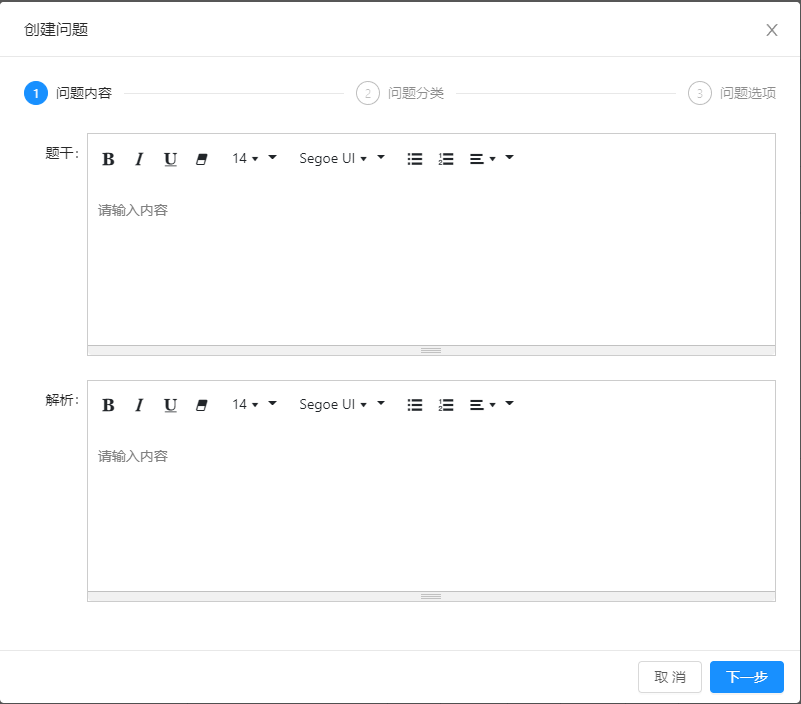 创建问题
1 问题内容 2 问题分类 3 问题选项
题干：
B I U 14 Segoe UI
请输入内容
解析：
B I U 14 Segoe UI
请输入内容
取 消 下一步